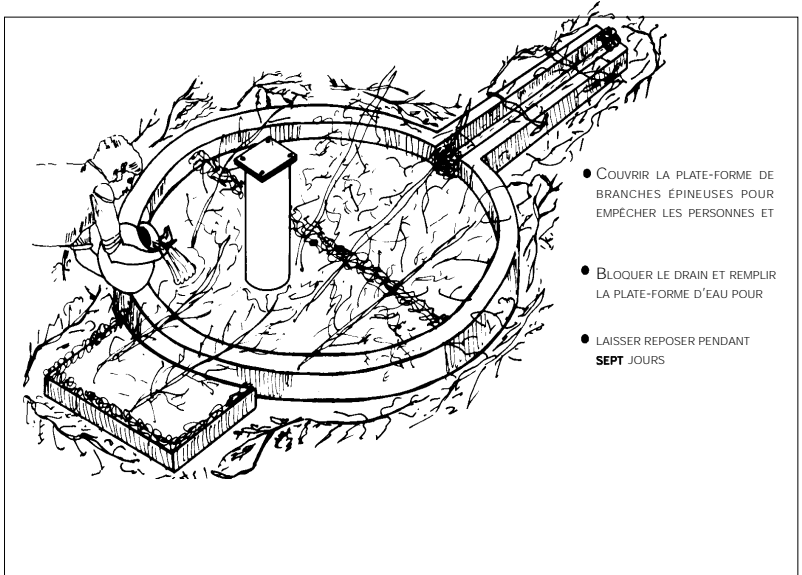 ● COUVRIR LA PLATE-FORME DE
BRANCHES ÉPINEUSES POUR
EMPÊCHER LES PERSONNES ET
● BLOQUER LE DRAIN ET REMPLIR
LA PLATE-FORME D'EAU POUR
● LAISSER REPOSER PENDANT
SEPT JOURS